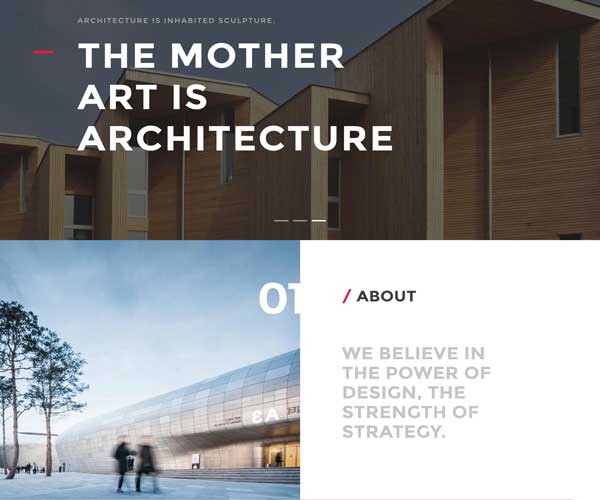 ARCHITECTURE IS INHABITED SCULPTURE.
THE MOTHER
ART IS
ARCHITECTURE
01
/ ABOUT
WE BELIEVE IN
THE POWER OF
DESIGN, THE
STRENGTH OF
STRATEGY.